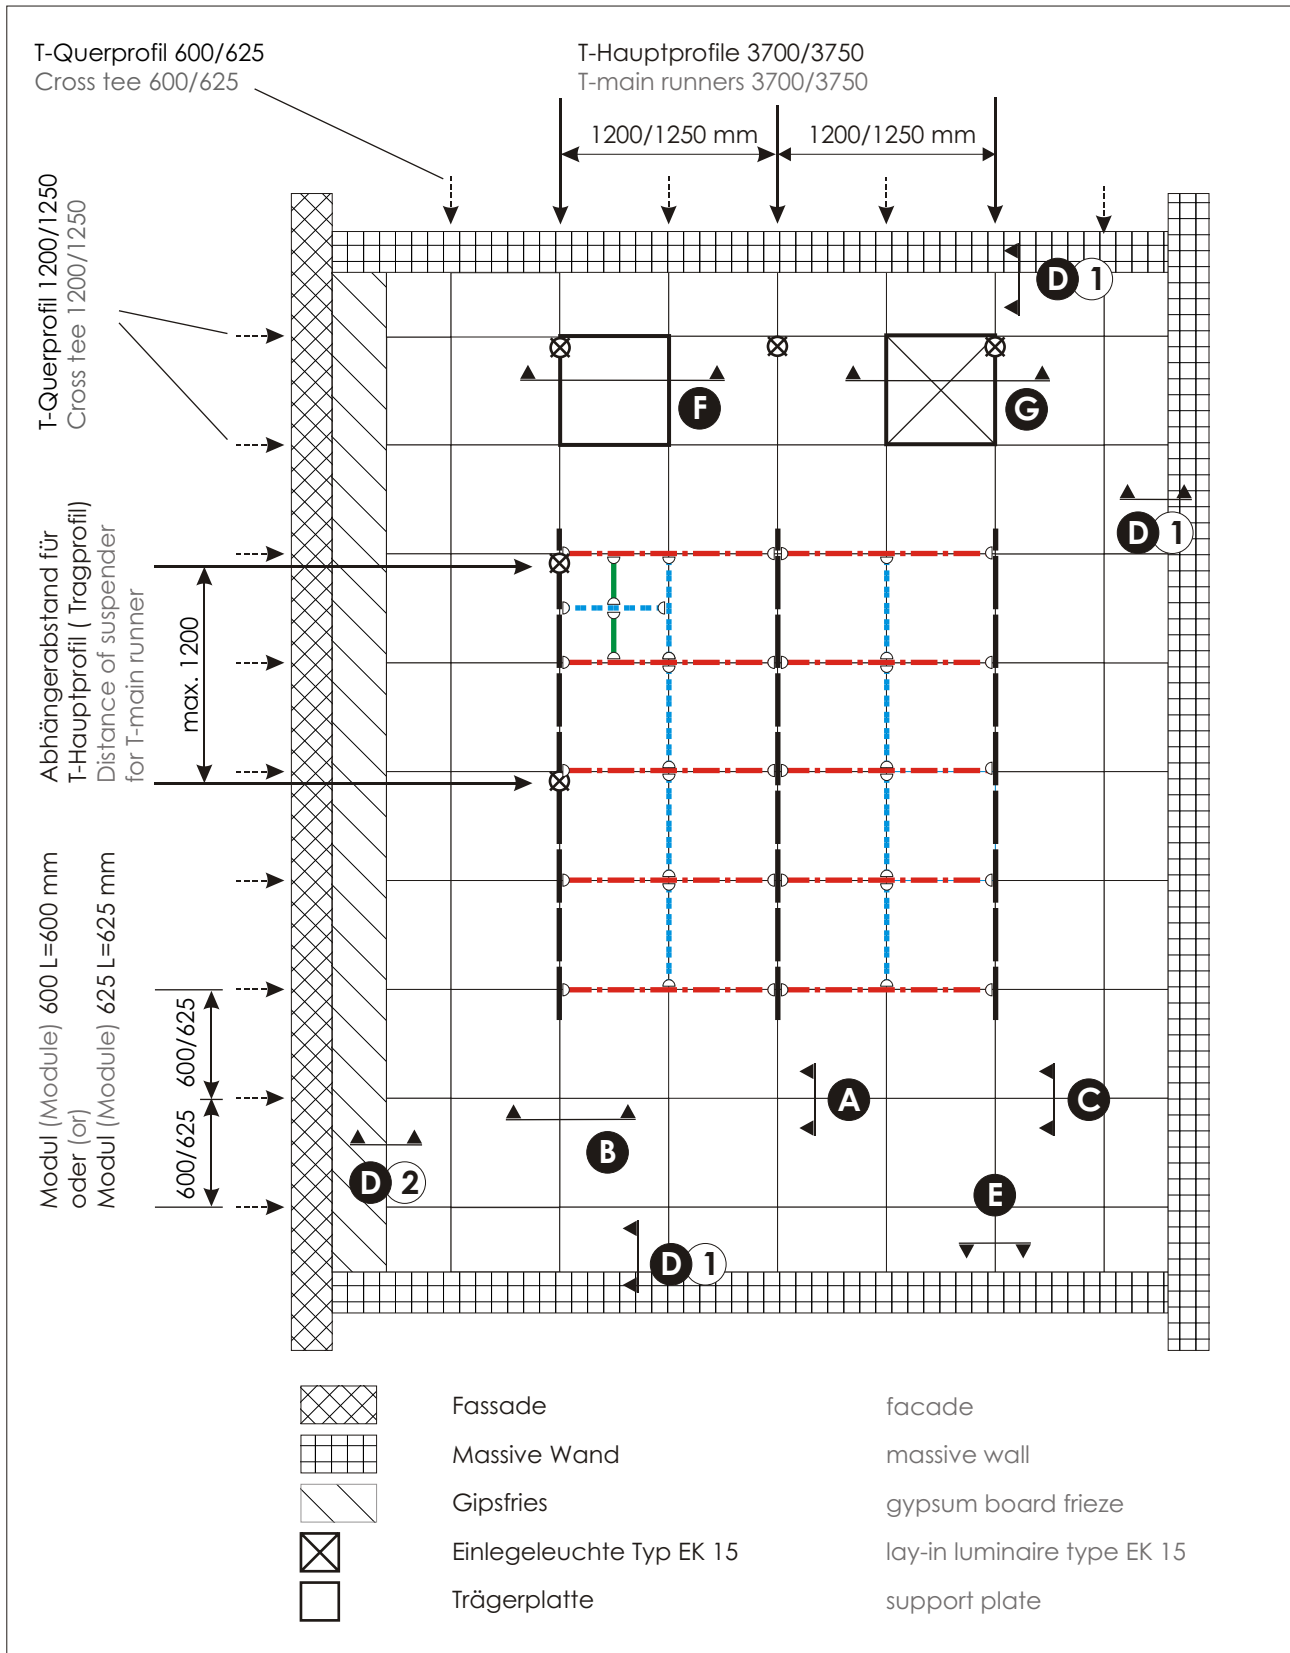 T-Querprofil 600/625
Cross tee 600/625
T-Hauptprofile 3700/3750
T-main runners 3700/3750
1200/1250 mm
1200/1250 mm
T-Querprofil 1200/1250
Cross tee 1200/1250
D 1
F
G
D 1
Abhängerabstand für
T-Hauptprofil ( Tragprofil)
Distance of suspender
for T-main runner
max. 1200
Modul (Module) 600 L=600 mm
oder (or)
Modul (Module) 625 L=625 mm
600/625
600/625
A
C
B
D 2
E
D 1
Fassade
facade
Massive Wand
massive wall
Gipsfries
gypsum board frieze
Einlegeleuchte Typ EK 15
lay-in luminaire type EK 15
Trägerplatte
support plate